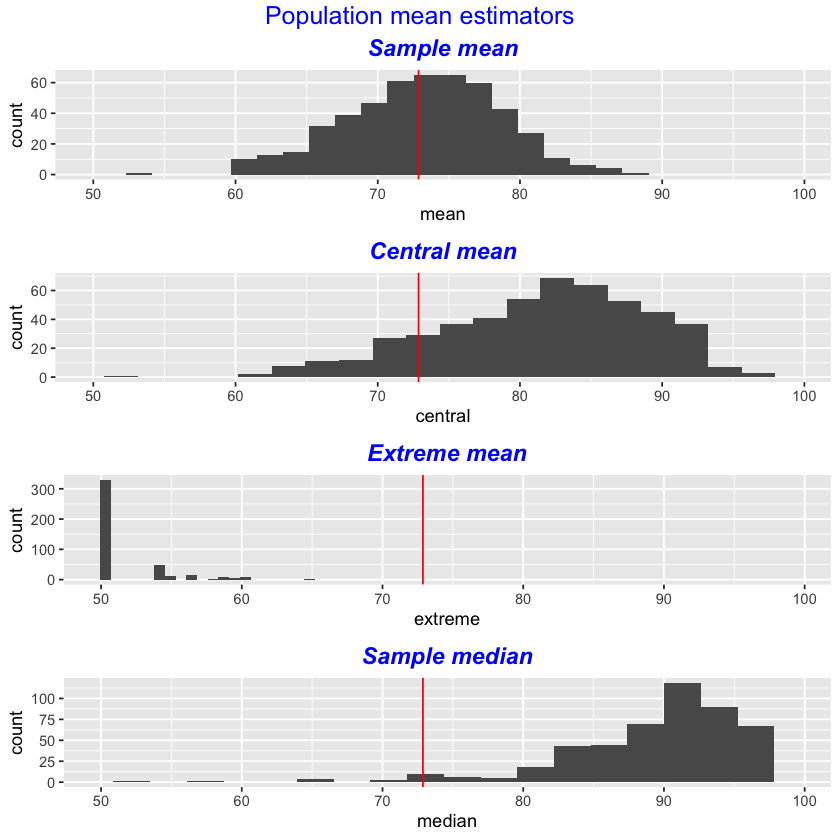 Population mean estimators
Sample mean
count
60
40
20
0
50 60 70 80 90 100
mean
Central mean
count
60
40
20
0
50 60 70 80 90 100
central
Extreme mean
count
300
200
100
0
50 60 70 80 90 100
extreme
Sample median
count
100
75
50
25
0
50 60 70 80 90 100
median